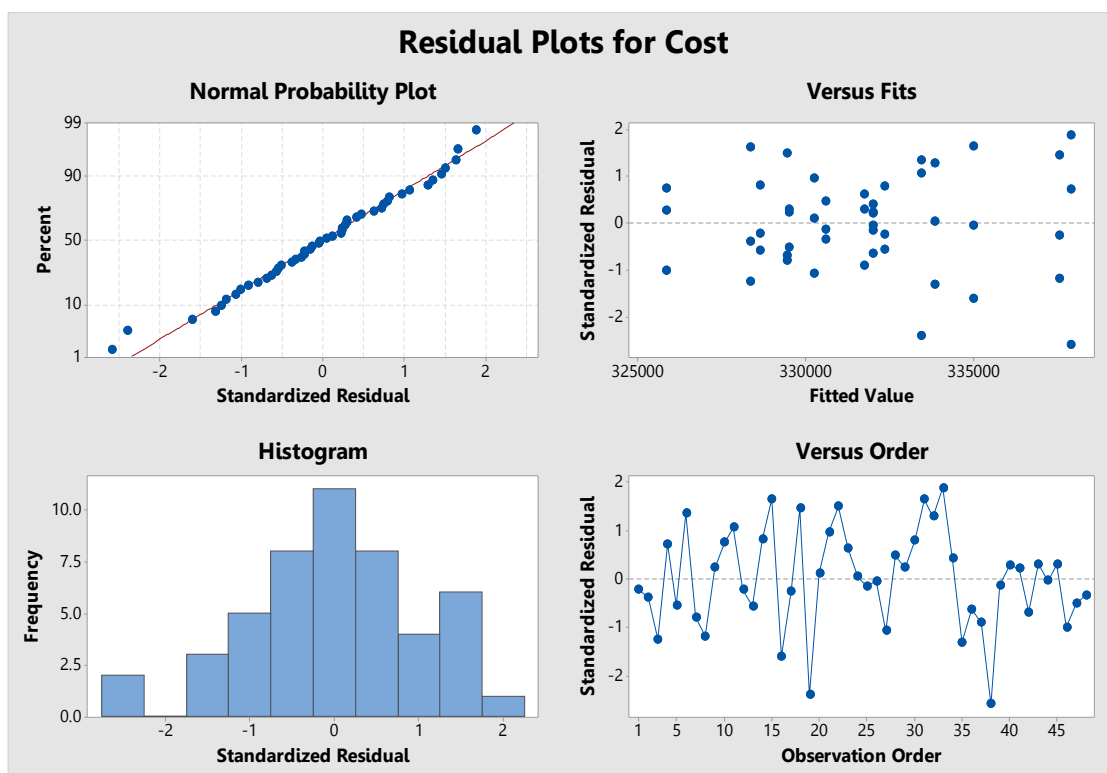 Residual Plots for Cost
Normal Probability Plot
99
90
50
10
1
Percent
-2 -1 0 1 2
Standardized Residual
Versus Fits
2
1
0
-1
-2
Standardized Residual
325000 330000 335000
Fitted Value
Histogram
10.0
7.5
5.0
2.5
0.0
Frequency
-2 -1 0 1 2
Standardized Residual
Versus Order
2
1
0
-1
-2
Standardized Residual
1 5 10 15 20 25 30 35 40 45
Observation Order